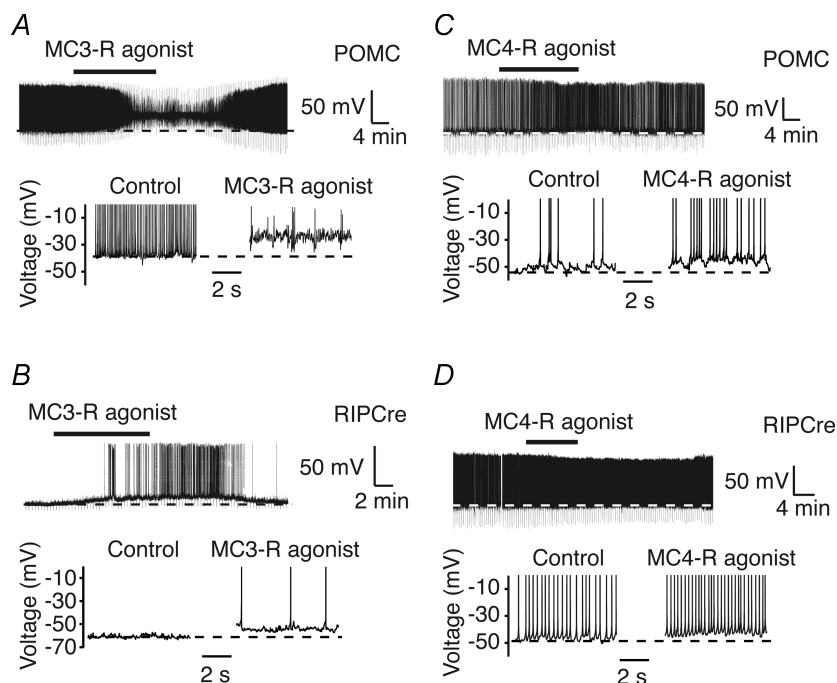 A
MC3-R agonist
POMC
50 mV
4 min
Control
MC3-R agonist
Voltage (mV)
-10
-30
-50
2 s
B
MC3-R agonist
RIPCre
50 mV
2 min
Control
MC3-R agonist
Voltage (mV)
-10
-30
-50
-70
2 s
C
MC4-R agonist
POMC
50 mV
4 min
Control
MC4-R agonist
Voltage (mV)
-10
-30
-50
2 s
D
MC4-R agonist
RIPCre
50 mV
4 min
Control
MC4-R agonist
Voltage (mV)
-10
-30
-50
2 s